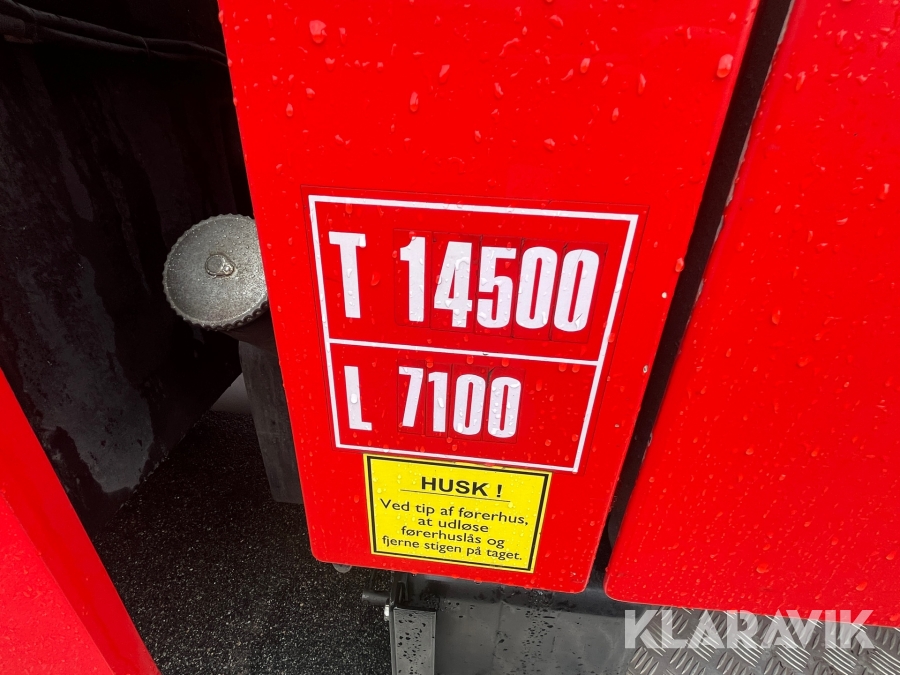 T 14500
L 7100
HUSK !
Ved tip af førerhus,
at udløse
førerhuslås og
fjerne stigen på taget.
KLARAVIK